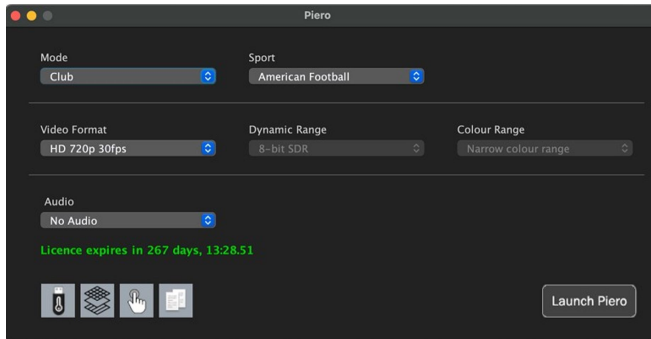 Piero
Mode
Sport
Club
American Football
Video Format
Dynamic Range
Colour Range
HD 720p 30fps
8-bit SDR
Narrow colour range
Audio
No Audio
Licence expires in 267 days, 13:28.51
Launch Piero